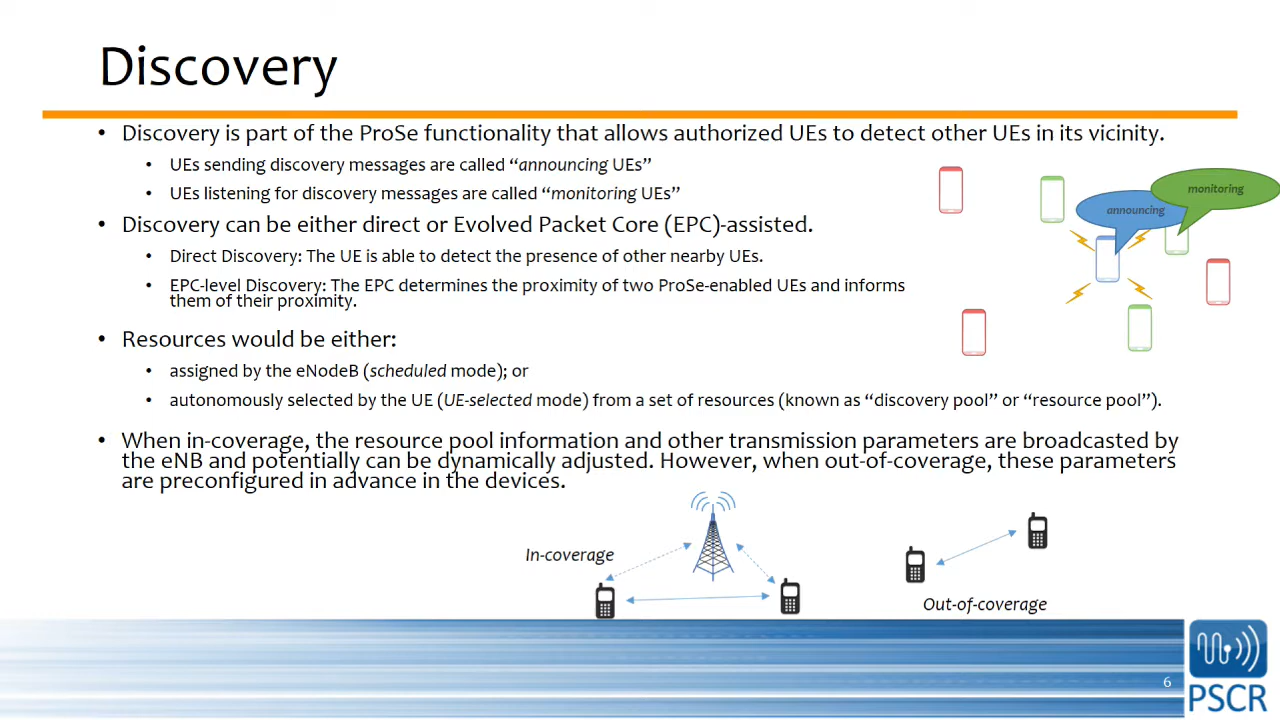 Discovery
• Discovery is part of the ProSe functionality that allows authorized UEs to detect other UEs in its vicinity.
• UEs sending discovery messages are called “announcing UEs”
• UEs listening for discovery messages are called “monitoring UEs”
• Discovery can be either direct or Evolved Packet Core (EPC)-assisted.
• Direct Discovery: The UE is able to detect the presence of other nearby UEs.
• EPC-level Discovery: The EPC determines the proximity of two ProSe-enabled UEs and informs
them of their proximity.
monitoring
announcing
• Resources would be either:
• assigned by the eNodeB (scheduled mode); or
• autonomously selected by the UE (UE-selected mode) from a set of resources (known as “discovery pool” or “resource pool”).
• When in-coverage, the resource pool information and other transmission parameters are broadcasted by
the eNB and potentially can be dynamically adjusted. However, when out-of-coverage, these parameters
are preconfigured in advance in the devices.
In-coverage
Out-of-coverage
6
PSCR